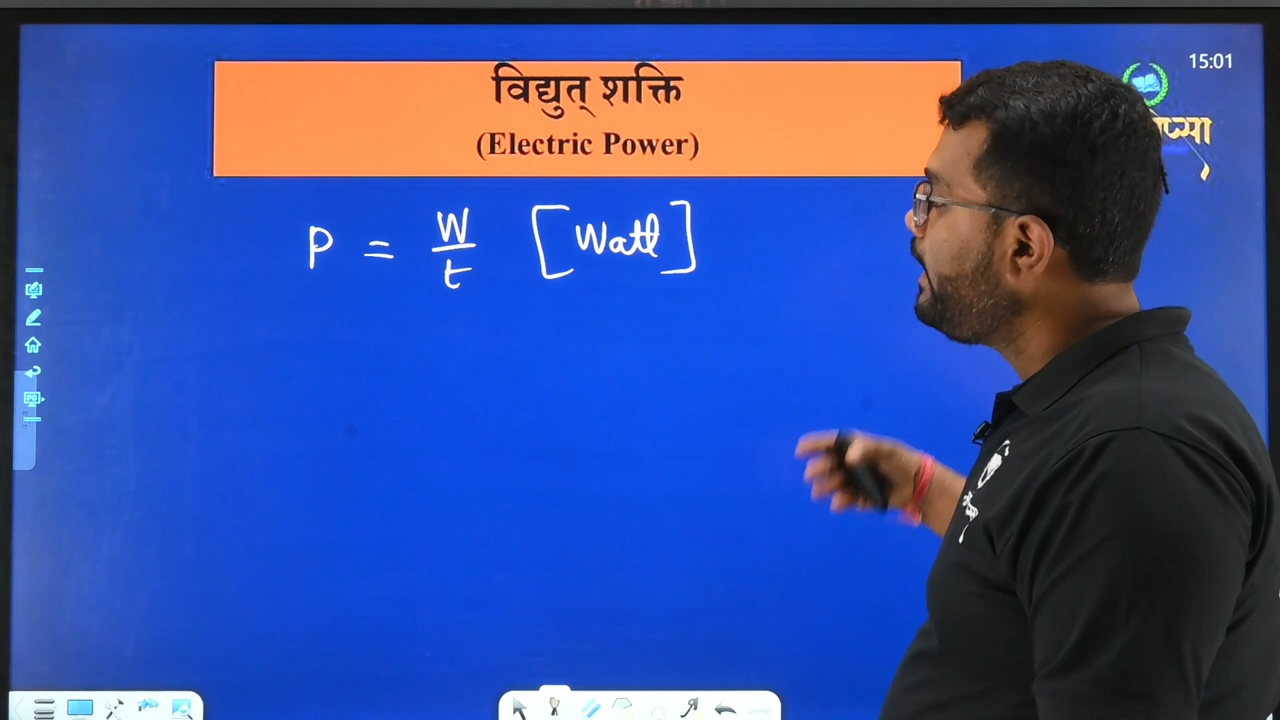 15:01
विद्युत् शक्ति
(Electric Power)
P = W/t [Watt]